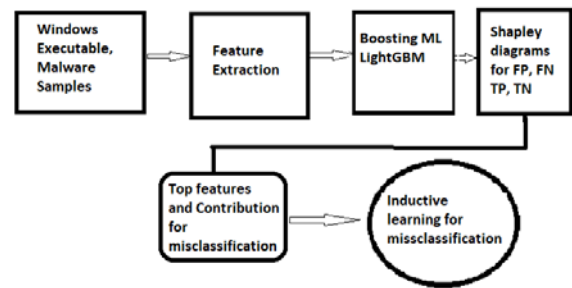 Windows
Executable,
Malware
Samples
Feature
Extraction
Boosting ML
LightGBM
Shapley
diagrams
for FP, FN
TP, TN
Top features
and Contribution
for
misclassification
Inductive
learning for
missclassification